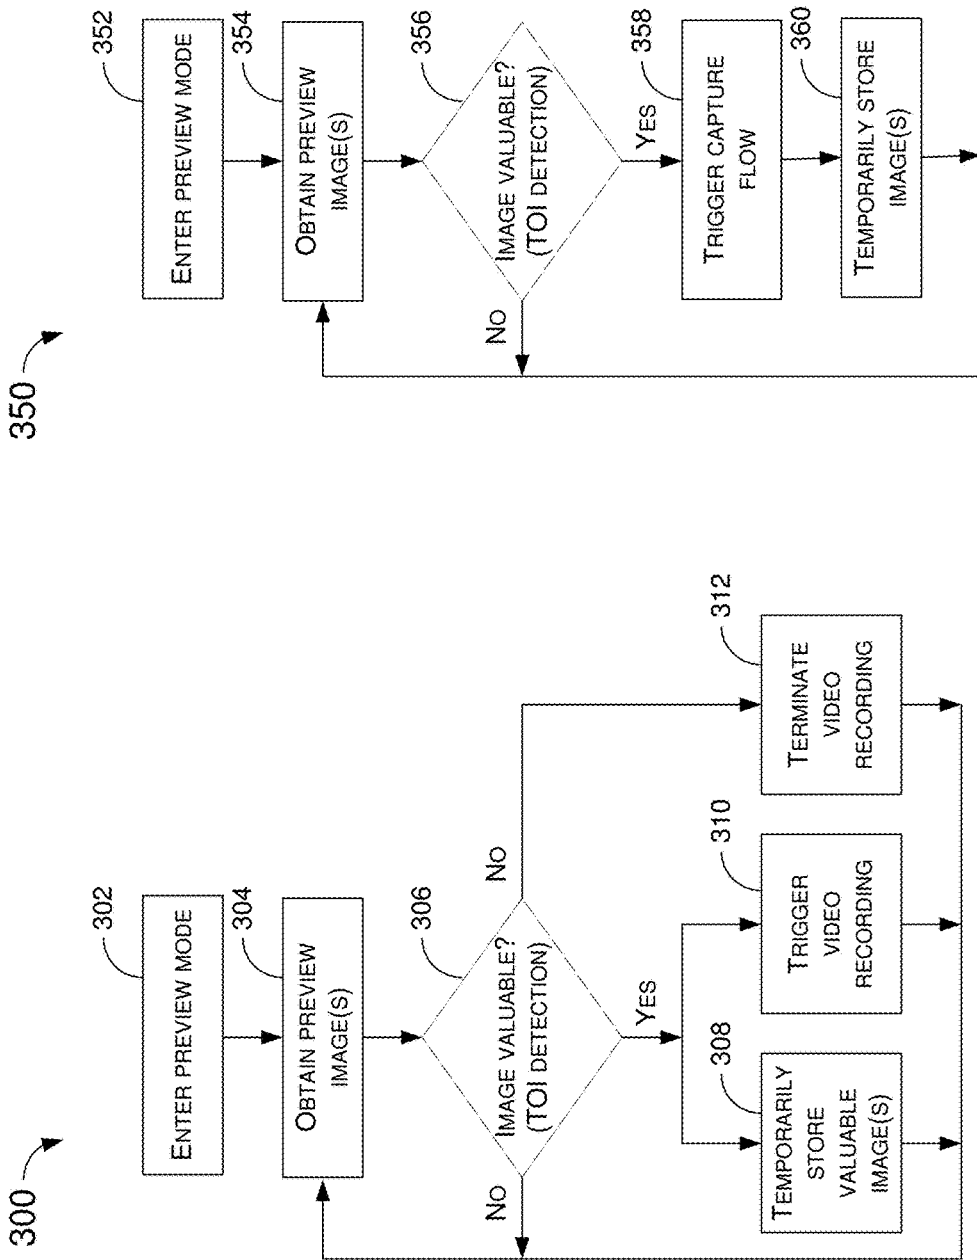 300
302
ENTER PREVIEW MODE
304
OBTAIN PREVIEW
IMAGE(S)
306
IMAGE VALUABLE?
(TOI DETECTION)
NO
NO
YES
308
TEMPORARILY
STORE
VALUABLE
IMAGE(S)
310
TRIGGER
VIDEO
RECORDING
312
TERMINATE
VIDEO
RECORDING
350
352
ENTER PREVIEW MODE
354
OBTAIN PREVIEW
IMAGE(S)
356
IMAGE VALUABLE?
(TOI DETECTION)
NO
YES
358
TRIGGER CAPTURE
FLOW
360
TEMPORARILY STORE
IMAGE(S)